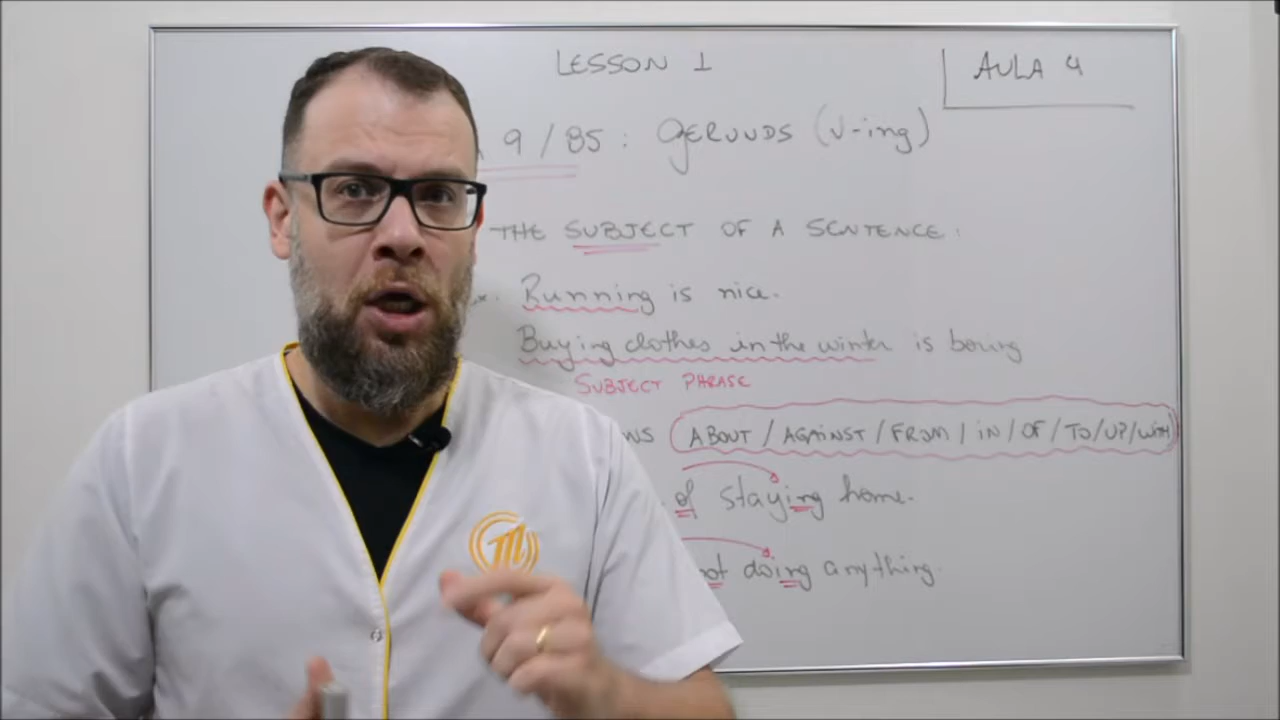 LESSON 1
AULA 4
9 / 85 : GERUNDS (V-ing)
THE SUBJECT OF A SENTENCE:
Running is nice.
Buying clothes in the winter is boring
SUBJECT PHRASE
ABOUT / AGAINST / FROM / IN / OF / TO / UP / WITH
of staying home.
doing anything.